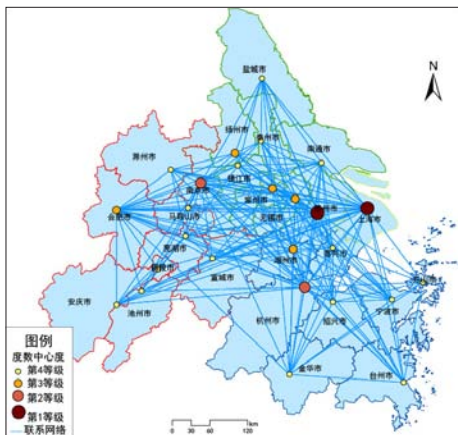 N
盐城市
扬州市
泰州市
南通市
滁州市
镇江市
南京市
常州市
合肥市
马鞍山市
无锡市
苏州市
上海市
芜湖市
湖州市
嘉兴市
铜陵市
宣城市
安庆市
池州市
杭州市
绍兴市
宁波市
金华市
台州市
图例
度数中心度
第4等级
第3等级
第2等级
第1等级
联系网络
0 30 60 120
km